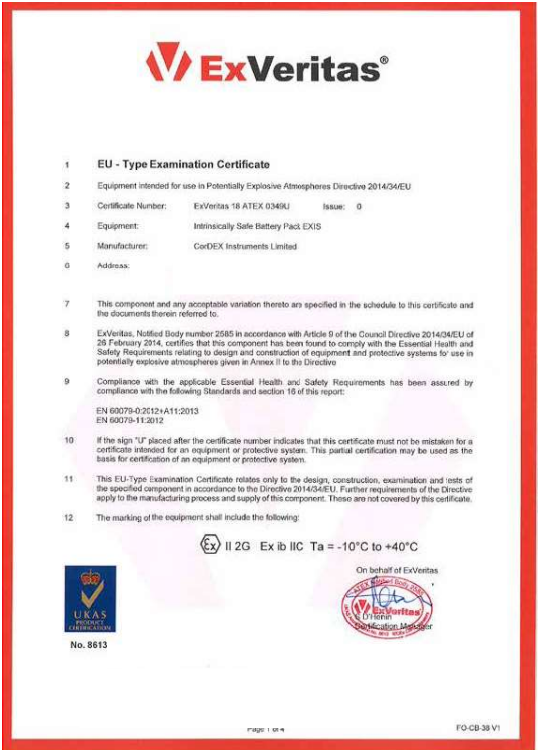 ExVeritas®
1 EU - Type Examination Certificate
2 Equipment intended for use in Potentially Explosive Atmospheres Directive 2014/34/EU
3 Certificate Number: ExVeritas 18 ATEX 0349U Issue: 0
4 Equipment: Intrinsically Safe Battery Pack EXIS
5 Manufacturer: CorDEX Instruments Limited
6 Address:
7 This component and any acceptable variation thereto are specified in the schedule to this certificate and
the documents therein referred to.
8 ExVeritas, Notified Body number 2585 in accordance with Article 9 of the Council Directive 2014/34/EU of
26 February 2014, certifies that this component has been found to comply with the Essential Health and
Safety Requirements relating to design and construction of equipment and protective systems for use in
potentially explosive atmospheres given in Annex II to the Directive
9 Compliance with the applicable Essential Health and Safety Requirements has been assured by
compliance with the following Standards and section 16 of this report:
EN 60079-0:2012+A11:2013
EN 60079-11:2012
10 If the sign "U" placed after the certificate number indicates that this certificate must not be mistaken for a
certificate intended for an equipment or protective system. This partial certification may be used as the
basis for certification of an equipment or protective system.
11 This EU-Type Examination Certificate relates only to the design, construction, examination and tests of
the specified component in accordance to the Directive 2014/34/EU. Further requirements of the Directive
apply to the manufacturing process and supply of this component. These are not covered by this certificate.
12 The marking of the equipment shall include the following:
Ex II 2G Ex ib IIC Ta = -10°C to +40°C
On behalf of ExVeritas
ATEX Notified Body 2585
ExVeritas
D'Henin
Certification Manager
UKAS
PRODUCT
CERTIFICATION
No. 8613
Page 1 of 4
FO-CB-38 V1